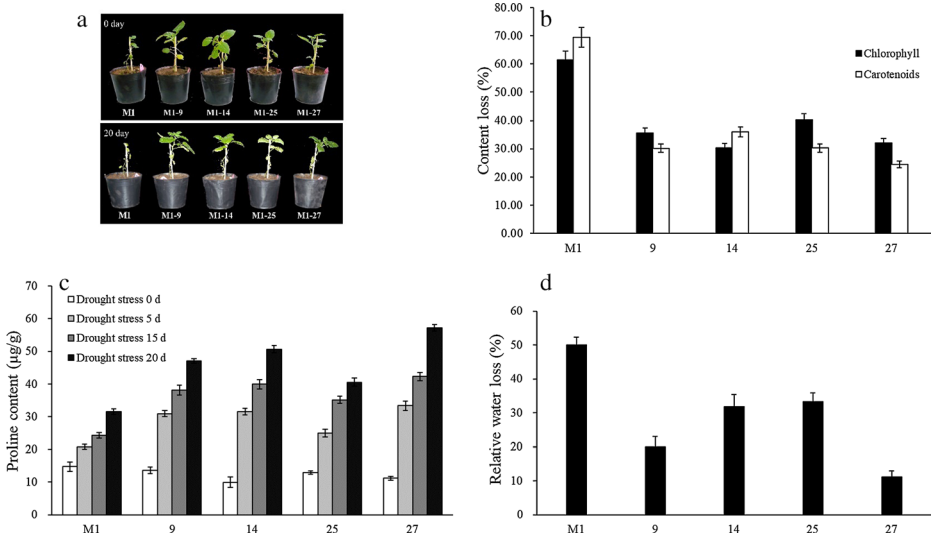 a
0 day
M1 M1-9 M1-14 M1-25 M1-27
20 day
M1 M1-9 M1-14 M1-25 M1-27
b
Content loss (%)
80.00
70.00
60.00
50.00
40.00
30.00
20.00
10.00
0.00
Chlorophyll
Carotenoids
M1 9 14 25 27
c
Proline content (µg/g)
70
60
50
40
30
20
10
0
Drought stress 0 d
Drought stress 5 d
Drought stress 15 d
Drought stress 20 d
M1 9 14 25 27
d
Relative water loss (%)
60
50
40
30
20
10
0
M1 9 14 25 27